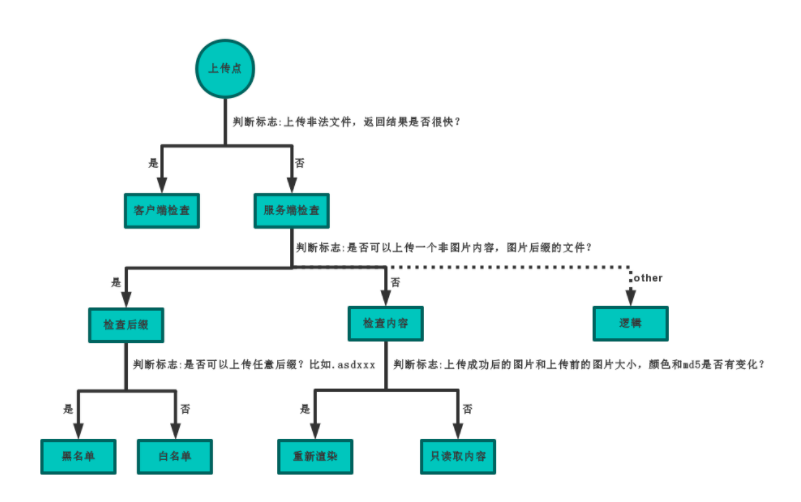 上传点
判断标志:上传非法文件，返回结果是否很快？
是
否
客户端检查
服务端检查
判断标志:是否可以上传一个非图片内容，图片后缀的文件？
是
否
other
检查后缀
检查内容
逻辑
判断标志:是否可以上传任意后缀？比如.asdxxx
判断标志:上传成功后的图片和上传前的图片大小，颜色和md5是否有变化？
是
否
是
否
黑名单
白名单
重新渲染
只读取内容